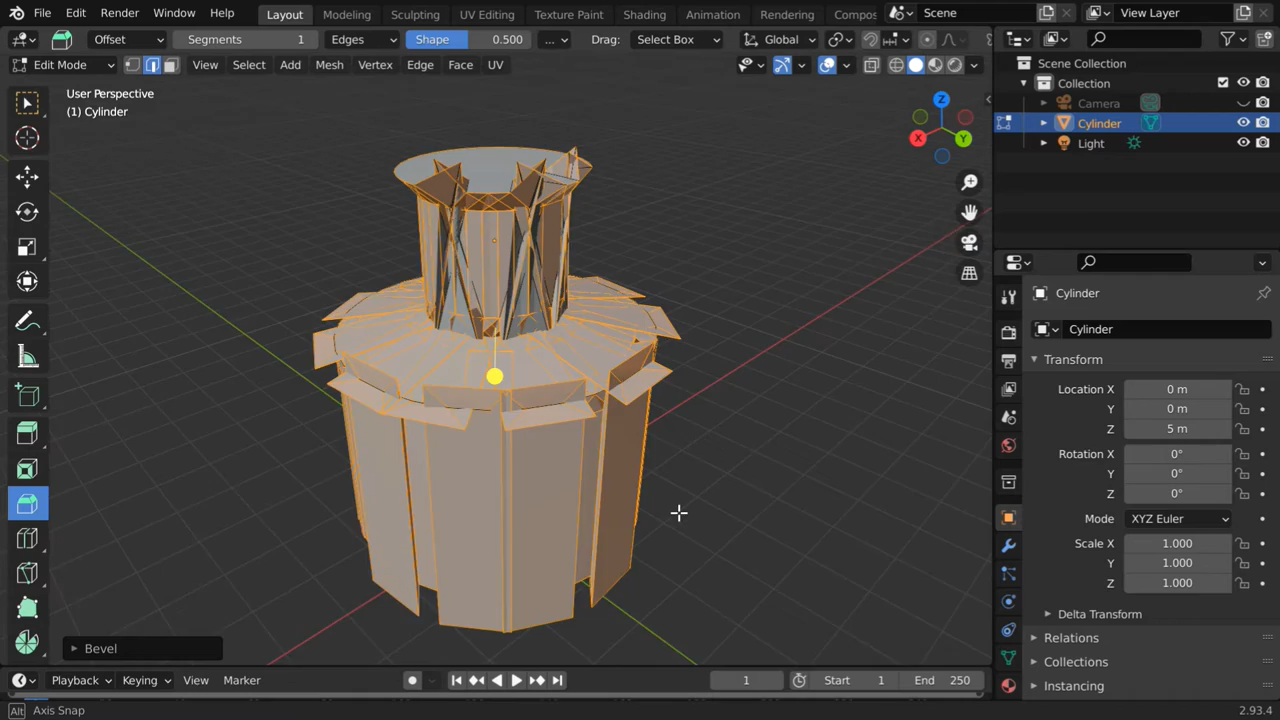 File Edit Render Window Help Layout Modeling Sculpting UV Editing Texture Paint Shading Animation Rendering Compos Scene View Layer
Offset Segments 1 Edges Shape 0.500 ... Drag: Select Box Global
Edit Mode View Select Add Mesh Vertex Edge Face UV
Scene Collection
Collection
Camera
Cylinder
Light
User Perspective
(1) Cylinder
Z
X
Y
Cylinder
Cylinder
Transform
Location X 0 m
Y 0 m
Z 5 m
Rotation X 0°
Y 0°
Z 0°
Mode XYZ Euler
Scale X 1.000
Y 1.000
Z 1.000
Delta Transform
Relations
Collections
Instancing
Bevel
Playback Keying View Marker 1 Start 1 End 250
Alt Axis Snap 2.93.4